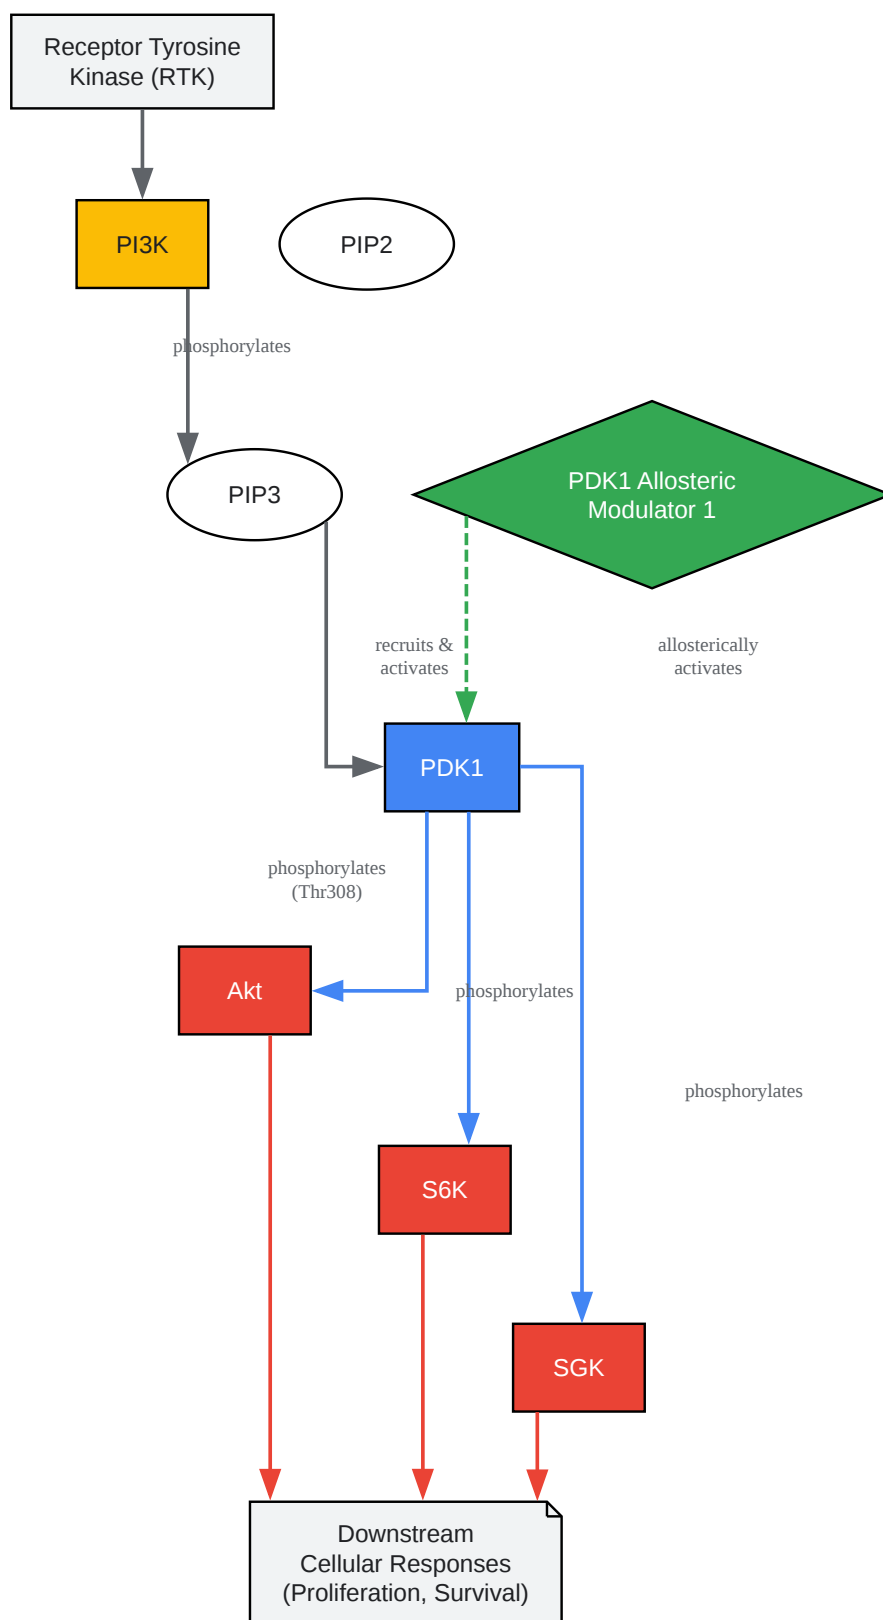 Receptor Tyrosine
Kinase (RTK)
PI3K
PIP2
phosphorylates
PIP3
PDK1 Allosteric
Modulator 1
recruits &
activates
allosterically
activates
PDK1
phosphorylates
(Thr308)
Akt
phosphorylates
phosphorylates
S6K
SGK
Downstream
Cellular Responses
(Proliferation, Survival)